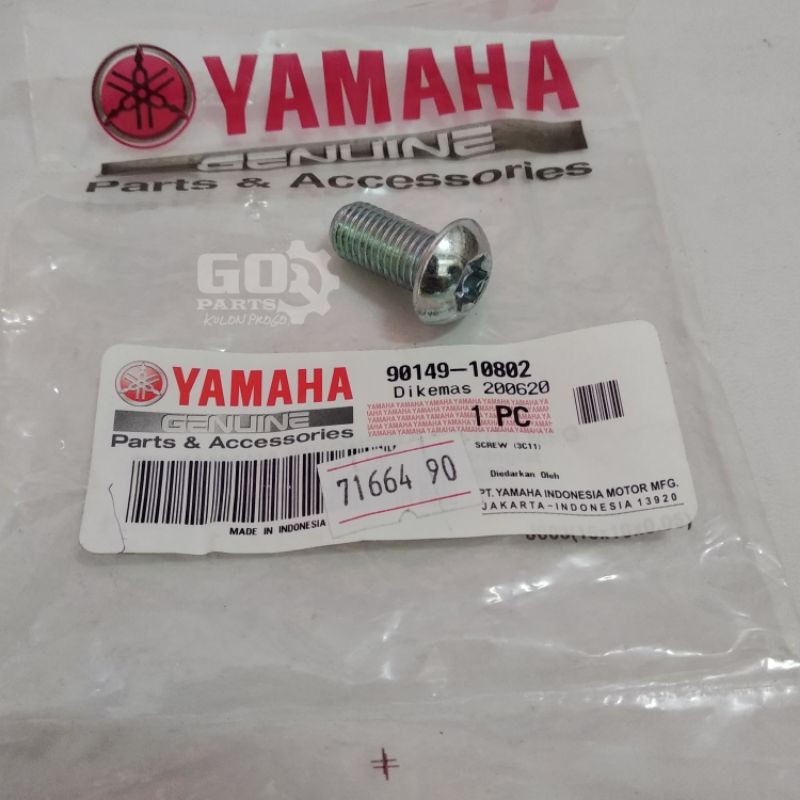 YAMAHA
GENUINE
Parts & Accessories
GO
PARTS
KULON PROGO
YAMAHA
GENUINE
Parts & Accessories
MADE IN INDONESIA
90149-10802
Dikemas 200620
1 PC
SCREW (3C11)
71664 90
Diedarkan Oleh
PT. YAMAHA INDONESIA MOTOR MFG.
JAKARTA-INDONESIA 13920